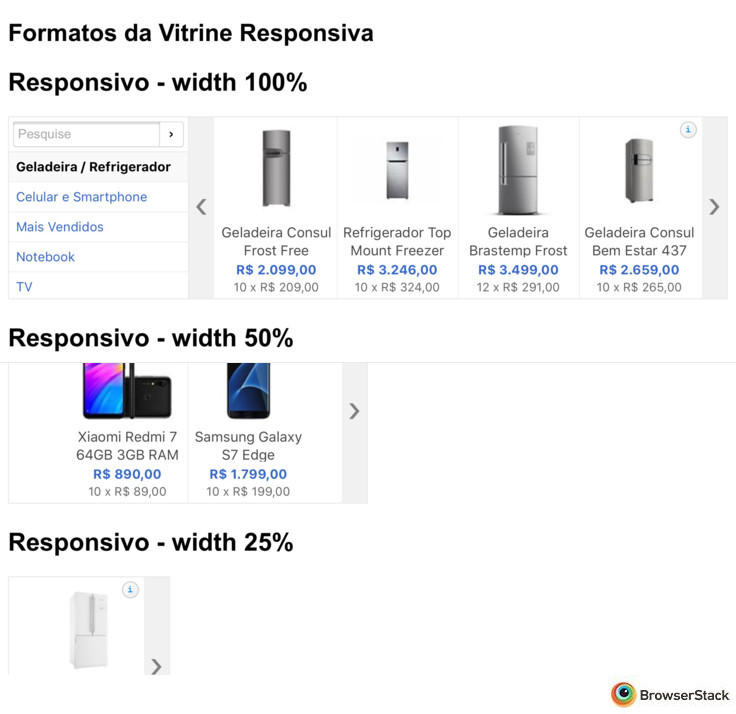 Formatos da Vitrine Responsiva
Responsivo - width 100%
Pesquise
Geladeira / Refrigerador
Celular e Smartphone
Mais Vendidos
Notebook
TV
Geladeira Consul
Frost Free
R$ 2.099,00
10 x R$ 209,00
Refrigerador Top
Mount Freezer
R$ 3.246,00
10 x R$ 324,00
Geladeira
Brastemp Frost
R$ 3.499,00
12 x R$ 291,00
i
Geladeira Consul
Bem Estar 437
R$ 2.659,00
10 x R$ 265,00
Responsivo - width 50%
Xiaomi Redmi 7
64GB 3GB RAM
R$ 890,00
10 x R$ 89,00
Samsung Galaxy
S7 Edge
R$ 1.799,00
10 x R$ 199,00
Responsivo - width 25%
i
BrowserStack